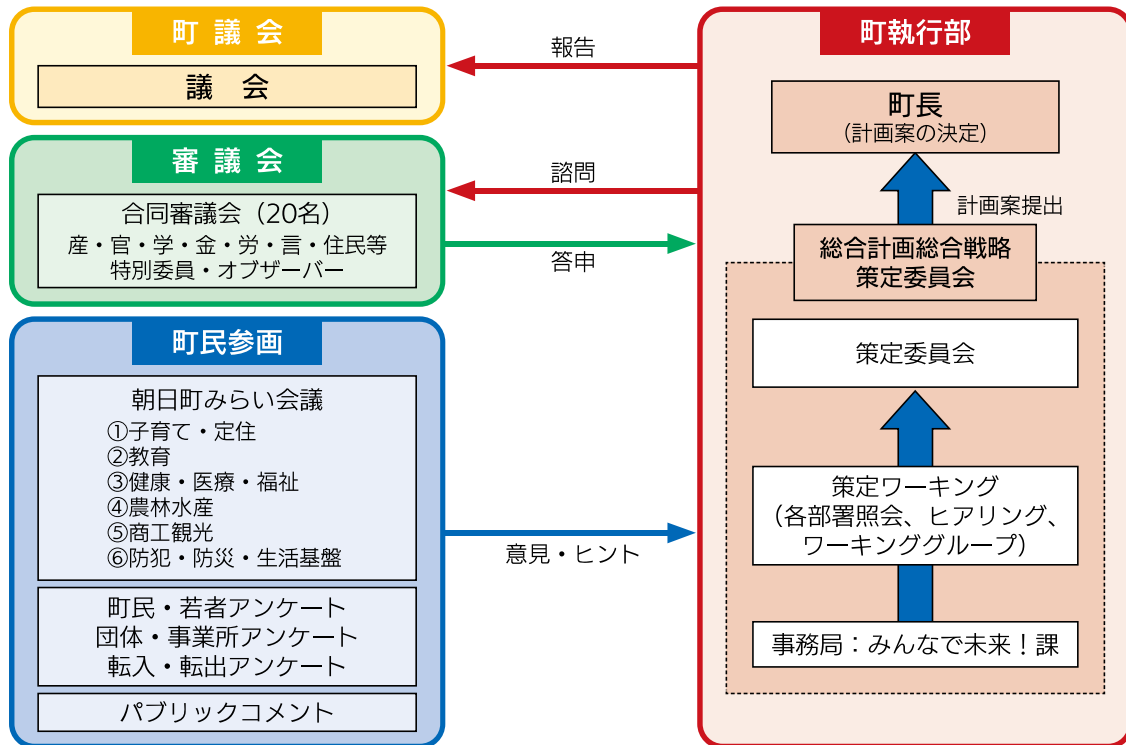 町議会
議 会
審議会
合同審議会（20名）
産・官・学・金・労・言・住民等
特別委員・オブザーバー
町民参画
朝日町みらい会議
①子育て・定住
②教育
③健康・医療・福祉
④農林水産
⑤商工観光
⑥防犯・防災・生活基盤
町民・若者アンケート
団体・事業所アンケート
転入・転出アンケート
パブリックコメント
報告
諮問
答申
意見・ヒント
町執行部
町長
（計画案の決定）
計画案提出
総合計画総合戦略
策定委員会
策定委員会
策定ワーキング
（各部署照会、ヒアリング、
ワーキンググループ）
事務局：みんなで未来！課